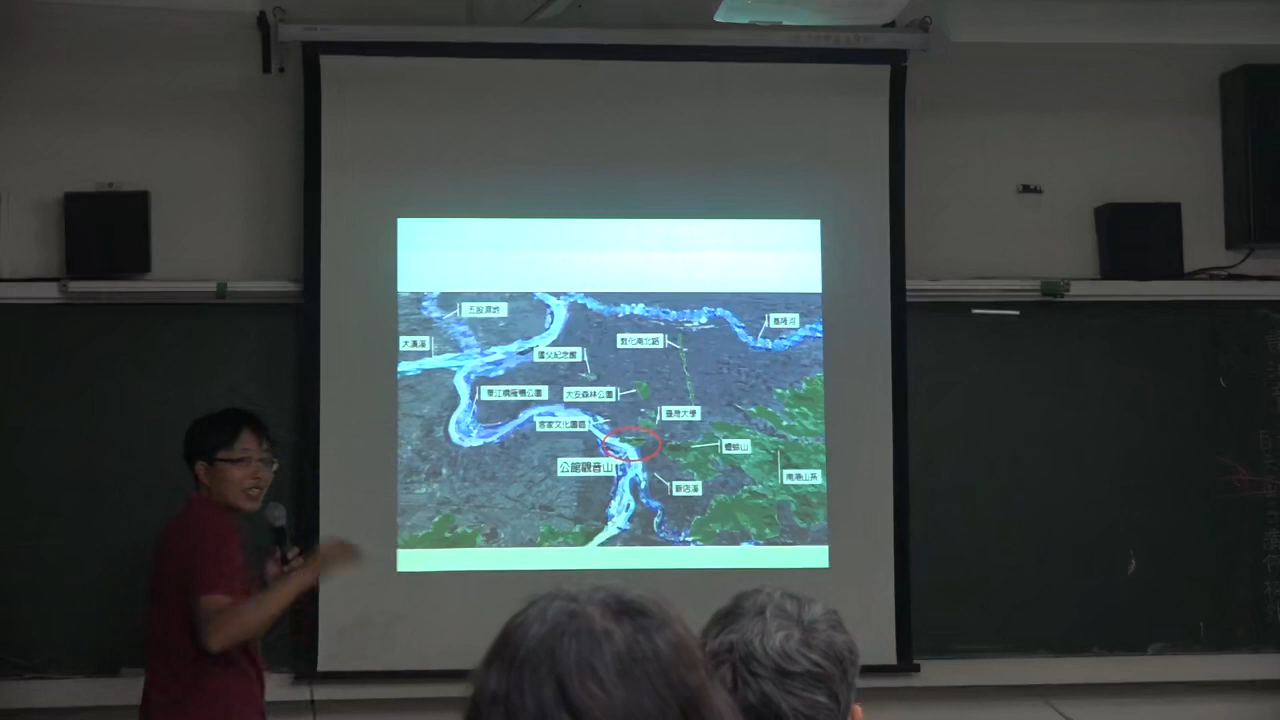 五股濕地
基隆河
大漢溪
敦化南北路
國父紀念館
華江橋雁鴨公園
大安森林公園
臺灣大學
客家文化園區
蟾蜍山
公館觀音山
南港山系
新店溪